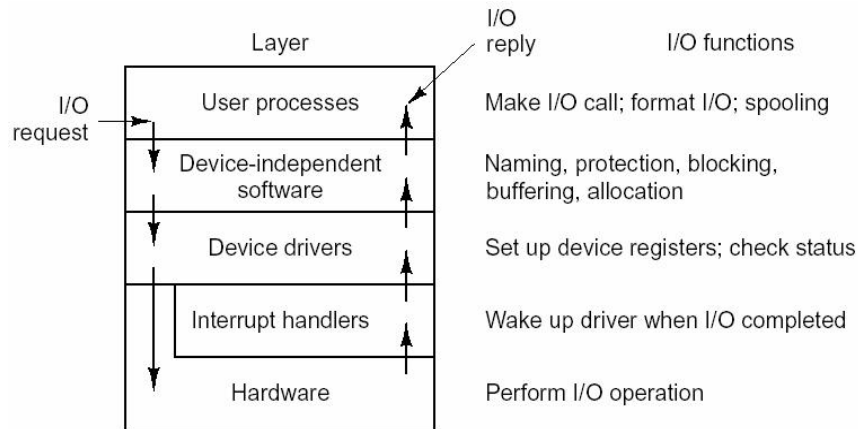 I/O
reply
Layer
I/O functions
I/O
request
User processes
Make I/O call; format I/O; spooling
Device-independent
software
Naming, protection, blocking,
buffering, allocation
Device drivers
Set up device registers; check status
Interrupt handlers
Wake up driver when I/O completed
Hardware
Perform I/O operation